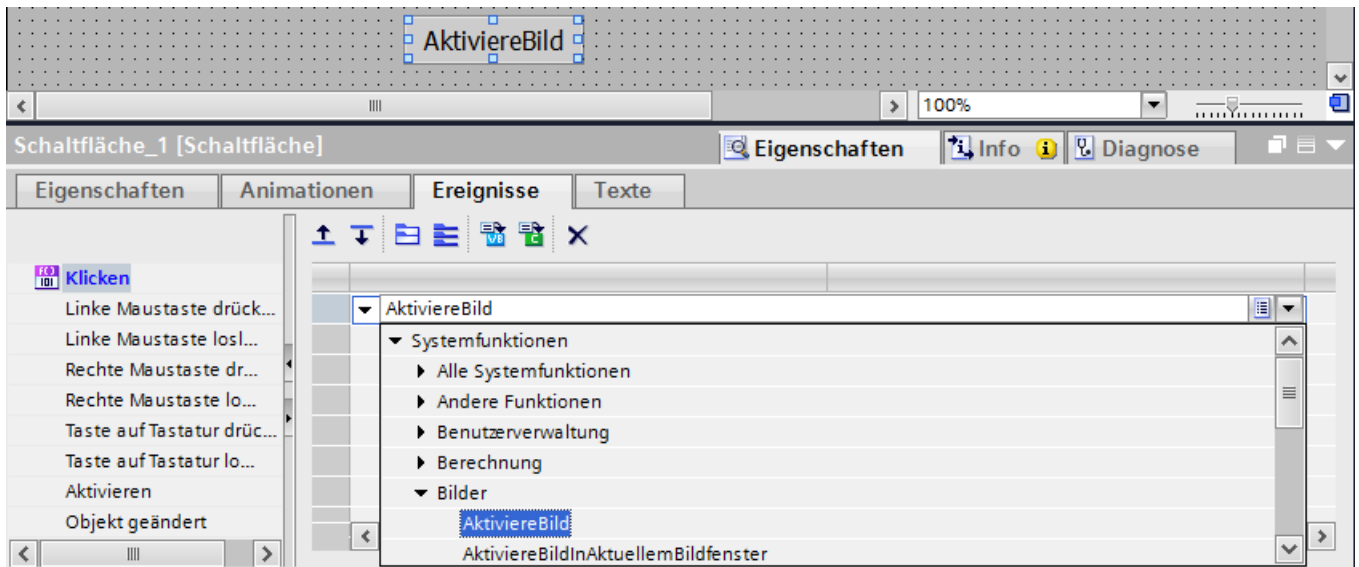 AktiviereBild
100%
Schaltfläche_1 [Schaltfläche]
Eigenschaften
Info
Diagnose
Eigenschaften
Animationen
Ereignisse
Texte
Klicken
Linke Maustaste drück...
Linke Maustaste losl...
Rechte Maustaste dr...
Rechte Maustaste lo...
Taste auf Tastatur drüc...
Taste auf Tastatur lo...
Aktivieren
Objekt geändert
AktiviereBild
Systemfunktionen
Alle Systemfunktionen
Andere Funktionen
Benutzerverwaltung
Berechnung
Bilder
AktiviereBild
AktiviereBildInAktuellemBildfenster